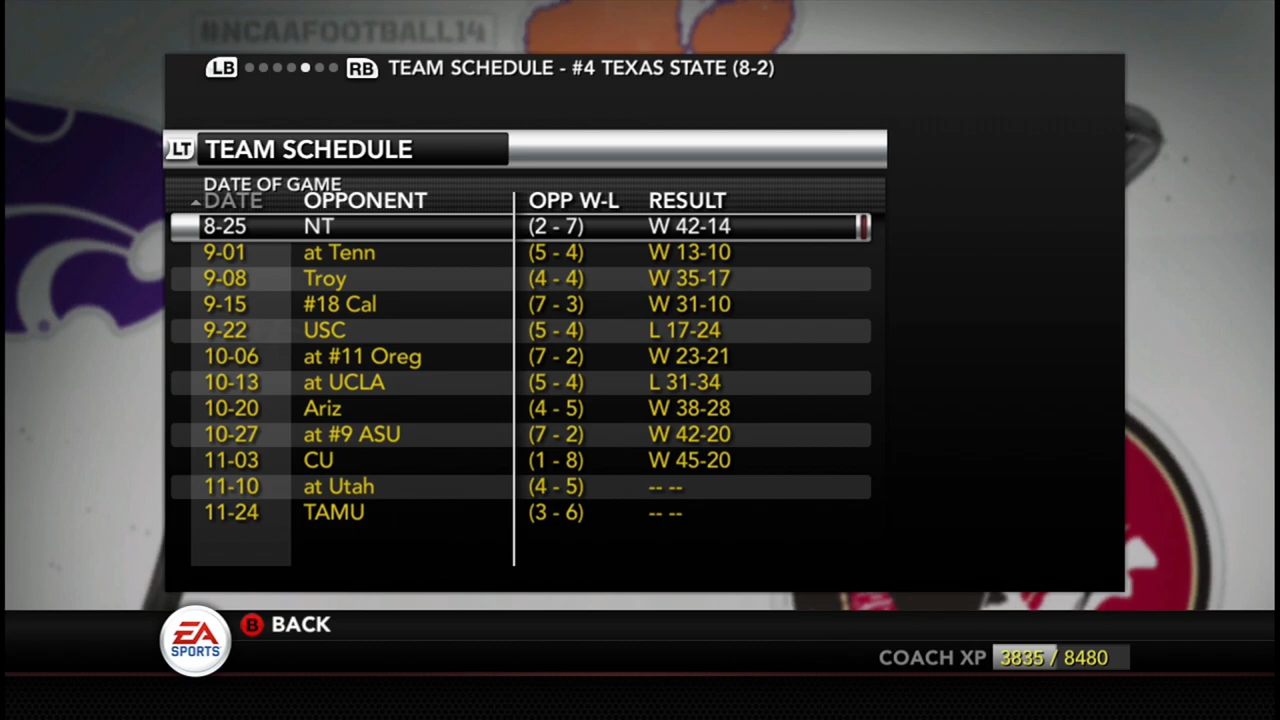 #NCAAFOOTBALL14
LB RB TEAM SCHEDULE - #4 TEXAS STATE (8-2)
LT TEAM SCHEDULE
DATE OF GAME
DATE OPPONENT OPP W-L RESULT
8-25 NT (2 - 7) W 42-14
9-01 at Tenn (5 - 4) W 13-10
9-08 Troy (4 - 4) W 35-17
9-15 #18 Cal (7 - 3) W 31-10
9-22 USC (5 - 4) L 17-24
10-06 at #11 Oreg (7 - 2) W 23-21
10-13 at UCLA (5 - 4) L 31-34
10-20 Ariz (4 - 5) W 38-28
10-27 at #9 ASU (7 - 2) W 42-20
11-03 CU (1 - 8) W 45-20
11-10 at Utah (4 - 5) -- --
11-24 TAMU (3 - 6) -- --
EA SPORTS B BACK
COACH XP 3835 / 8480